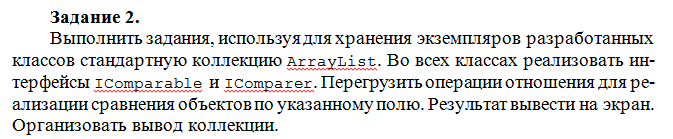 Задание 2.
Выполнить задания, используя для хранения экземпляров разработанных
классов стандартную коллекцию ArrayList. Во всех классах реализовать ин-
терфейсы IComparable и IComparer. Перегрузить операции отношения для ре-
ализации сравнения объектов по указанному полю. Результат вывести на экран.
Организовать вывод коллекции.